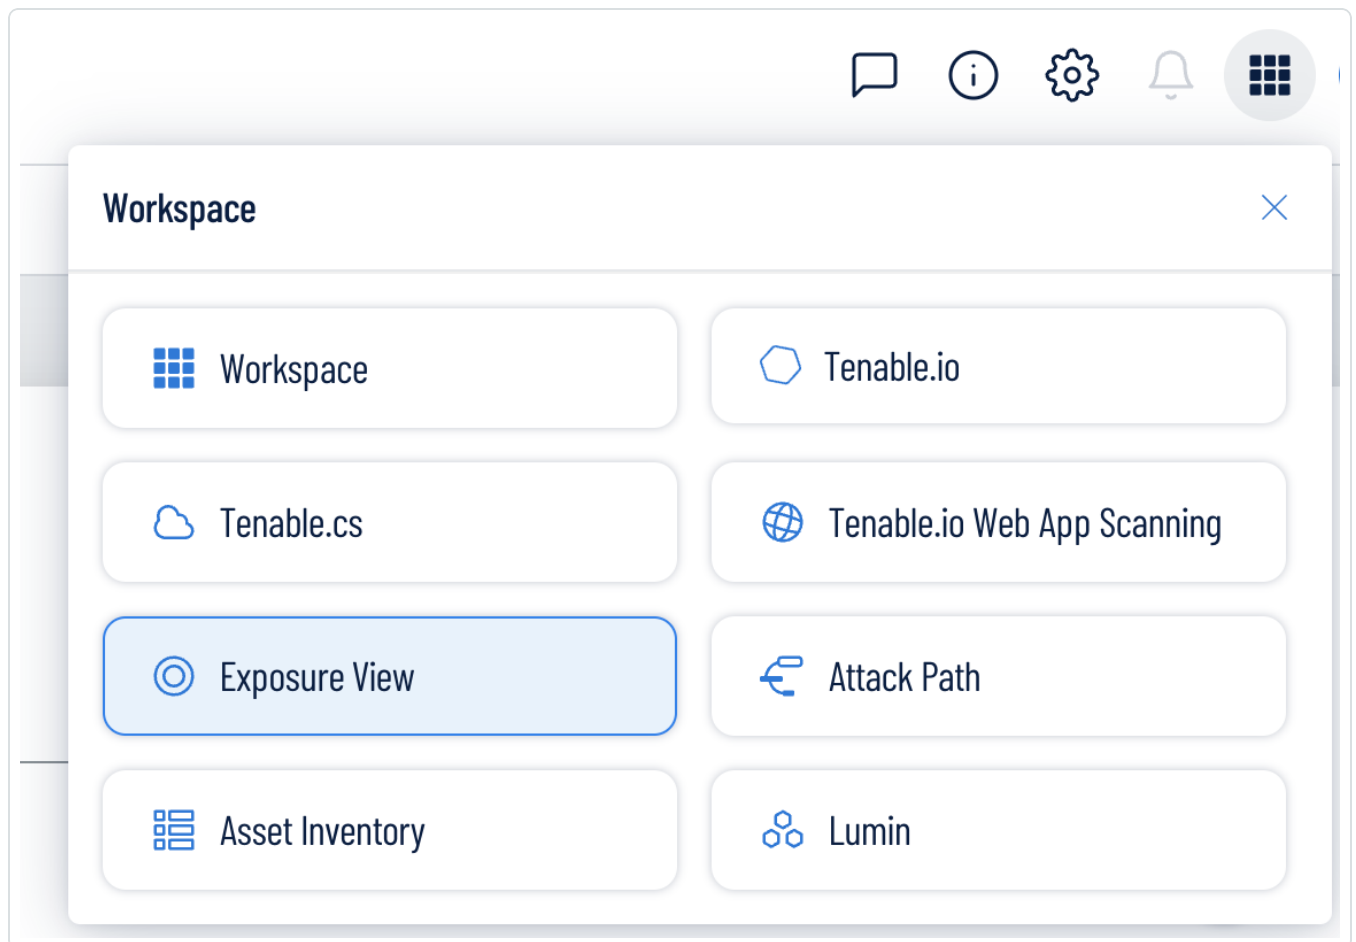 Workspace
Workspace
Tenable.io
Tenable.cs
Tenable.io Web App Scanning
Exposure View
Attack Path
Asset Inventory
Lumin